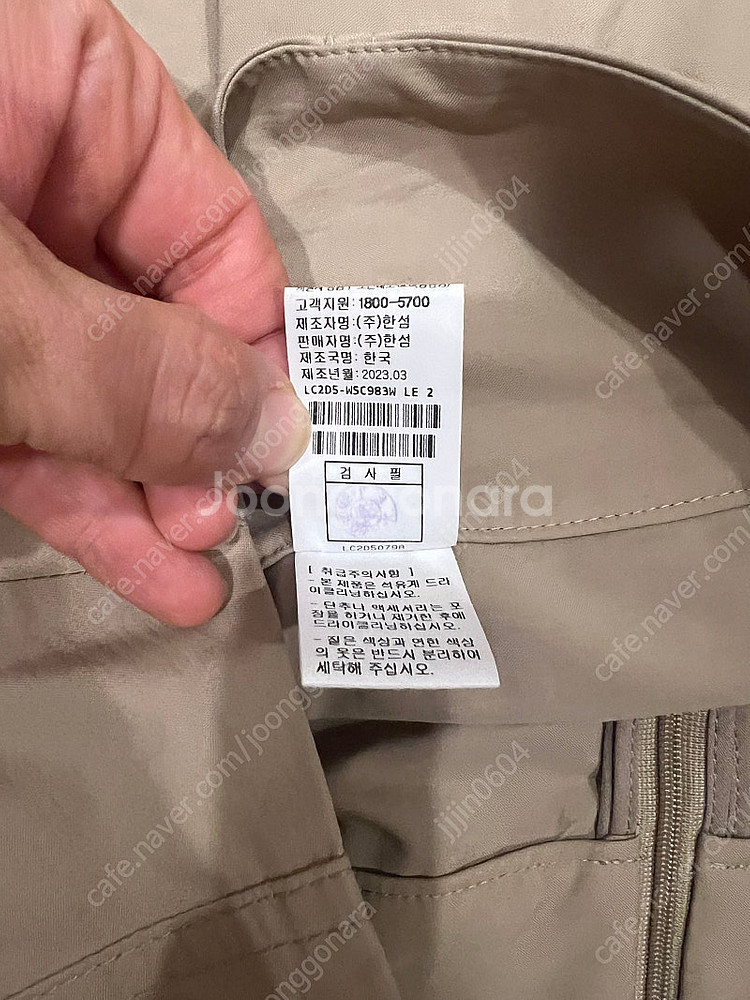 고객지원: 1800-5700
제조자명:(주)한섬
판매자명:(주)한섬
제조국명: 한국
제조년월: 2023.03
LC2D5-WSC983W LE 2
검 사 필
LC2D5079A
[ 취급주의사항 ]
- 본 제품은 석유계 드라
이클리닝하십시오.
- 단추나 액세서리는 포
장을 하거나 제거한 후에
드라이클리닝하십시오.
- 짙은 색상과 연한 색상
의 옷은 반드시 분리하여
세탁해 주십시오.
Joonggonara
cafe.naver.com/joonggonara
jjjin0604